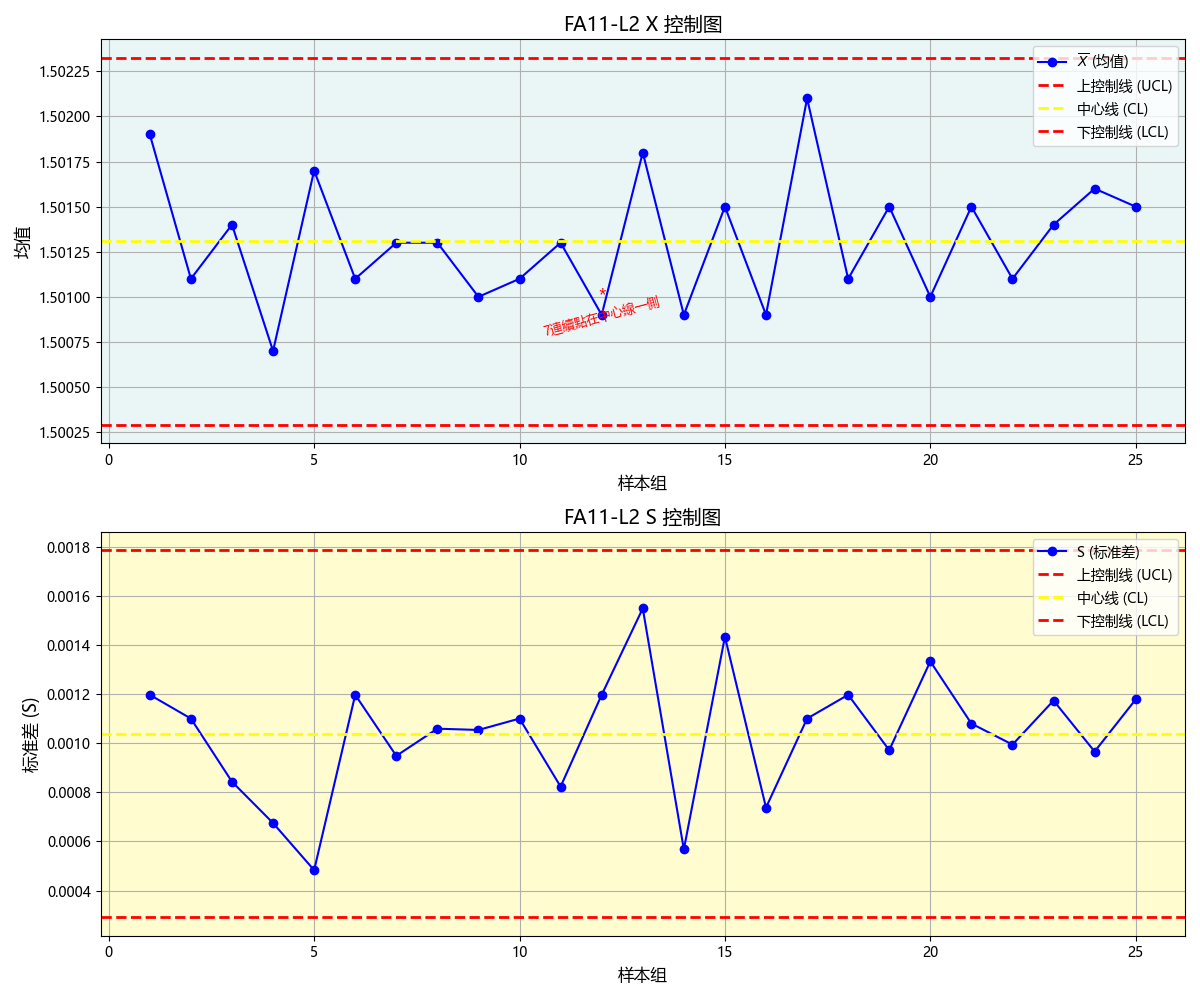 FA11-L2 X 控制图
1.50225
1.50200
1.50175
1.50150
1.50125
1.50100
1.50075
1.50050
1.50025
均值
X (均值)
上控制线 (UCL)
中心线 (CL)
下控制线 (LCL)
*
7連續點在中心線一側
0
5
10
15
20
25
样本组
FA11-L2 S 控制图
0.0018
0.0016
0.0014
0.0012
0.0010
0.0008
0.0006
0.0004
标准差 (S)
S (标准差)
上控制线 (UCL)
中心线 (CL)
下控制线 (LCL)
0
5
10
15
20
25
样本组